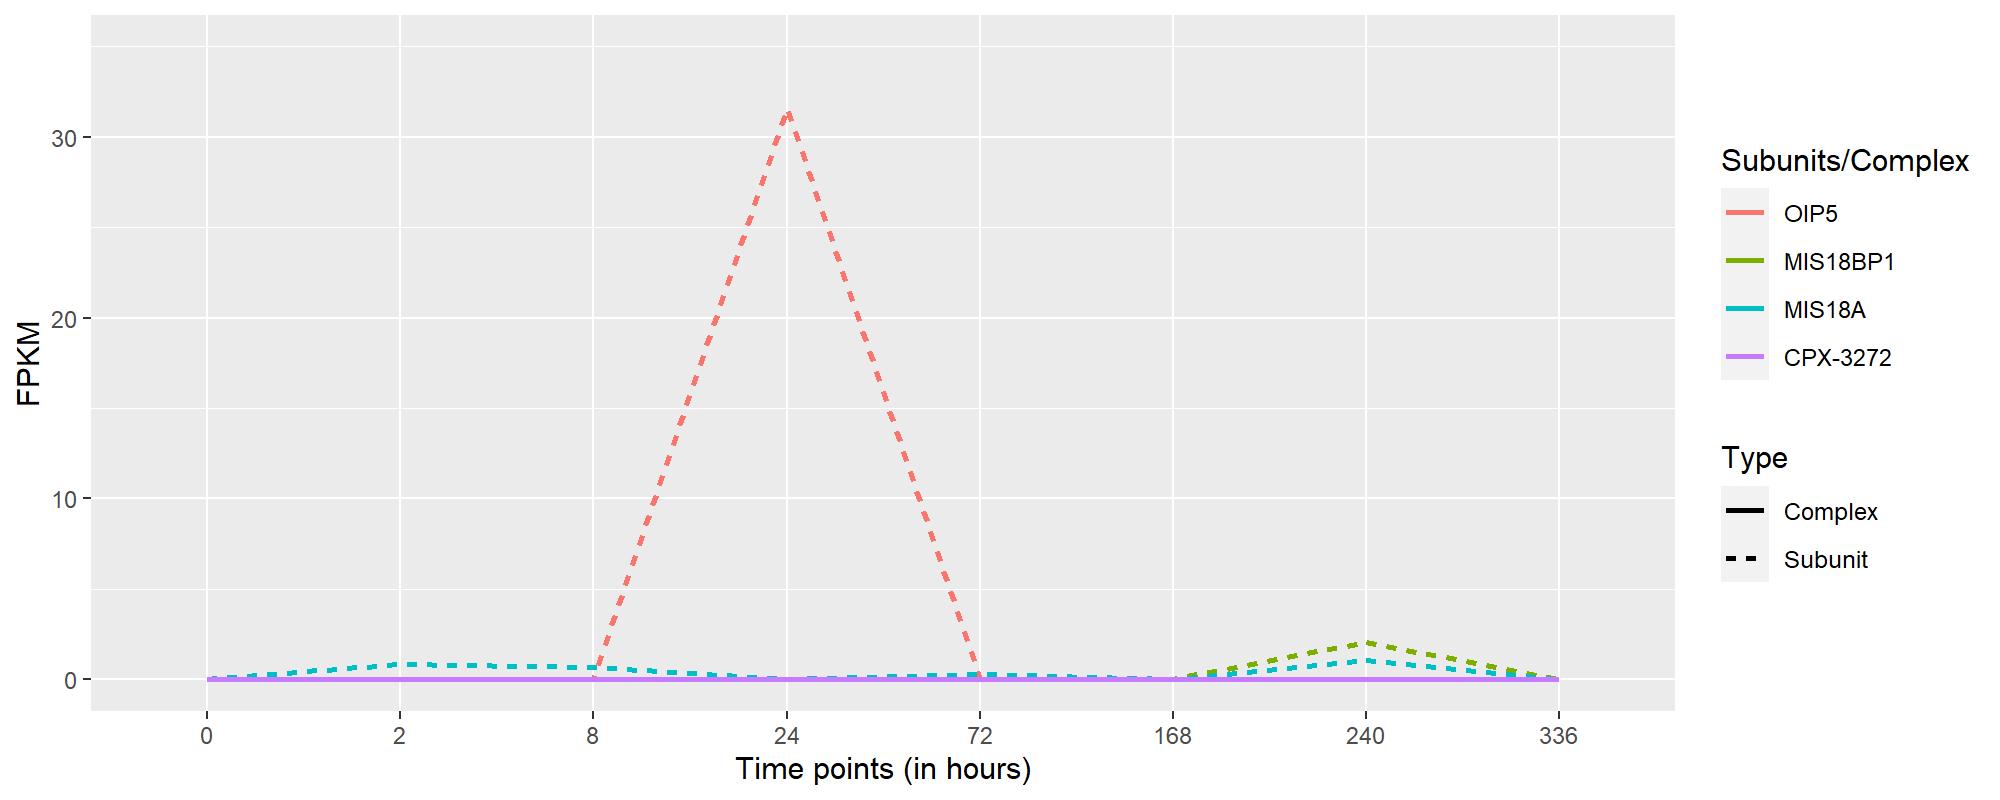 FPKM
30
20
10
0
0 2 8 24 72 168 240 336
Time points (in hours)
Subunits/Complex
OIP5
MIS18BP1
MIS18A
CPX-3272
Type
Complex
Subunit